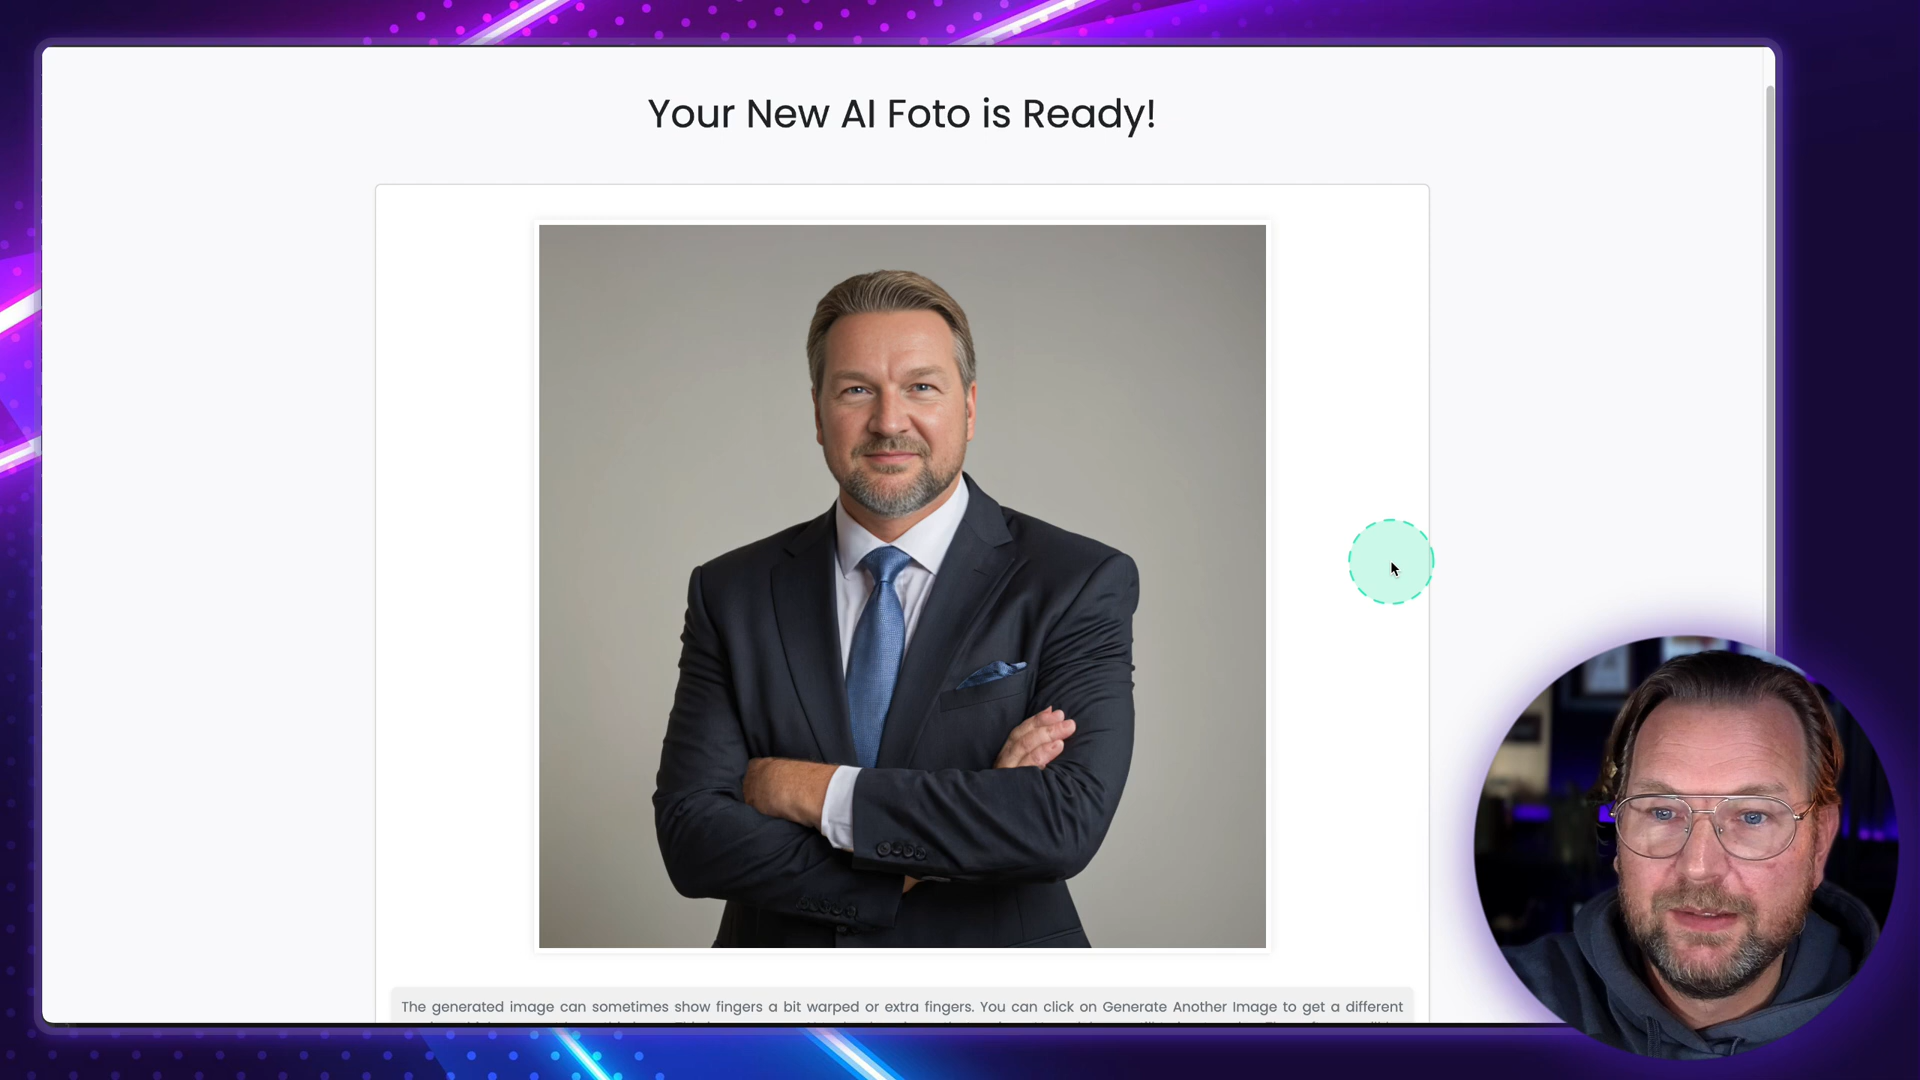 Your New AI Foto is Ready!
The generated image can sometimes show fingers a bit warped or extra fingers. You can click on Generate Another Image to get a different